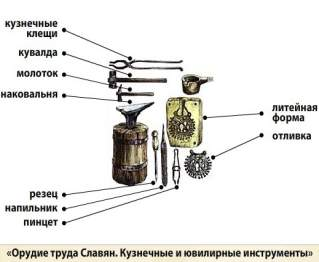 кузнечные
клещи
кувалда
молоток
наковальня
литейная
форма
отливка
резец
напильник
пинцет
«Орудие труда Славян. Кузнечные и ювилирные инструменты»